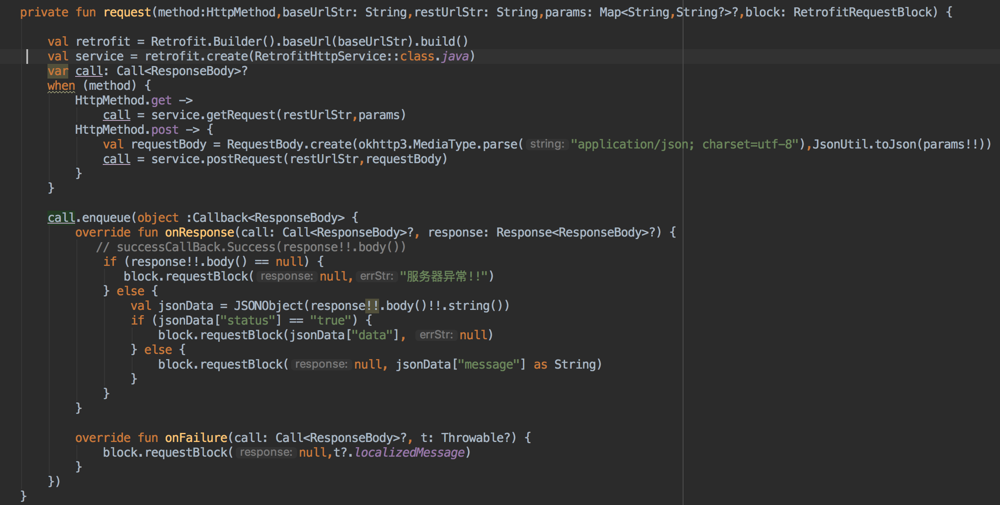 private fun request(method:HttpMethod,baseUrlStr: String,restUrlStr: String,params: Map<String,String?>?,block: RetrofitRequestBlock) {
val retrofit = Retrofit.Builder().baseUrl(baseUrlStr).build()
val service = retrofit.create(RetrofitHttpService::class.java)
var call: Call<ResponseBody>?
when (method) {
HttpMethod.get ->
call = service.getRequest(restUrlStr,params)
HttpMethod.post -> {
val requestBody = RequestBody.create(okhttp3.MediaType.parse( string: "application/json; charset=utf-8"),JsonUtil.toJson(params!!))
call = service.postRequest(restUrlStr,requestBody)
}
}
call.enqueue(object :Callback<ResponseBody> {
override fun onResponse(call: Call<ResponseBody>?, response: Response<ResponseBody>?) {
// successCallBack.Success(response!!.body())
if (response!!.body() == null) {
block.requestBlock( response: null, errStr: "服务器异常!!")
} else {
val jsonData = JSONObject(response!!.body()!!.string())
if (jsonData["status"] == "true") {
block.requestBlock(jsonData["data"], errStr: null)
} else {
block.requestBlock( response: null, jsonData["message"] as String)
}
}
}
override fun onFailure(call: Call<ResponseBody>?, t: Throwable?) {
block.requestBlock( response: null,t?.localizedMessage)
}
})
}